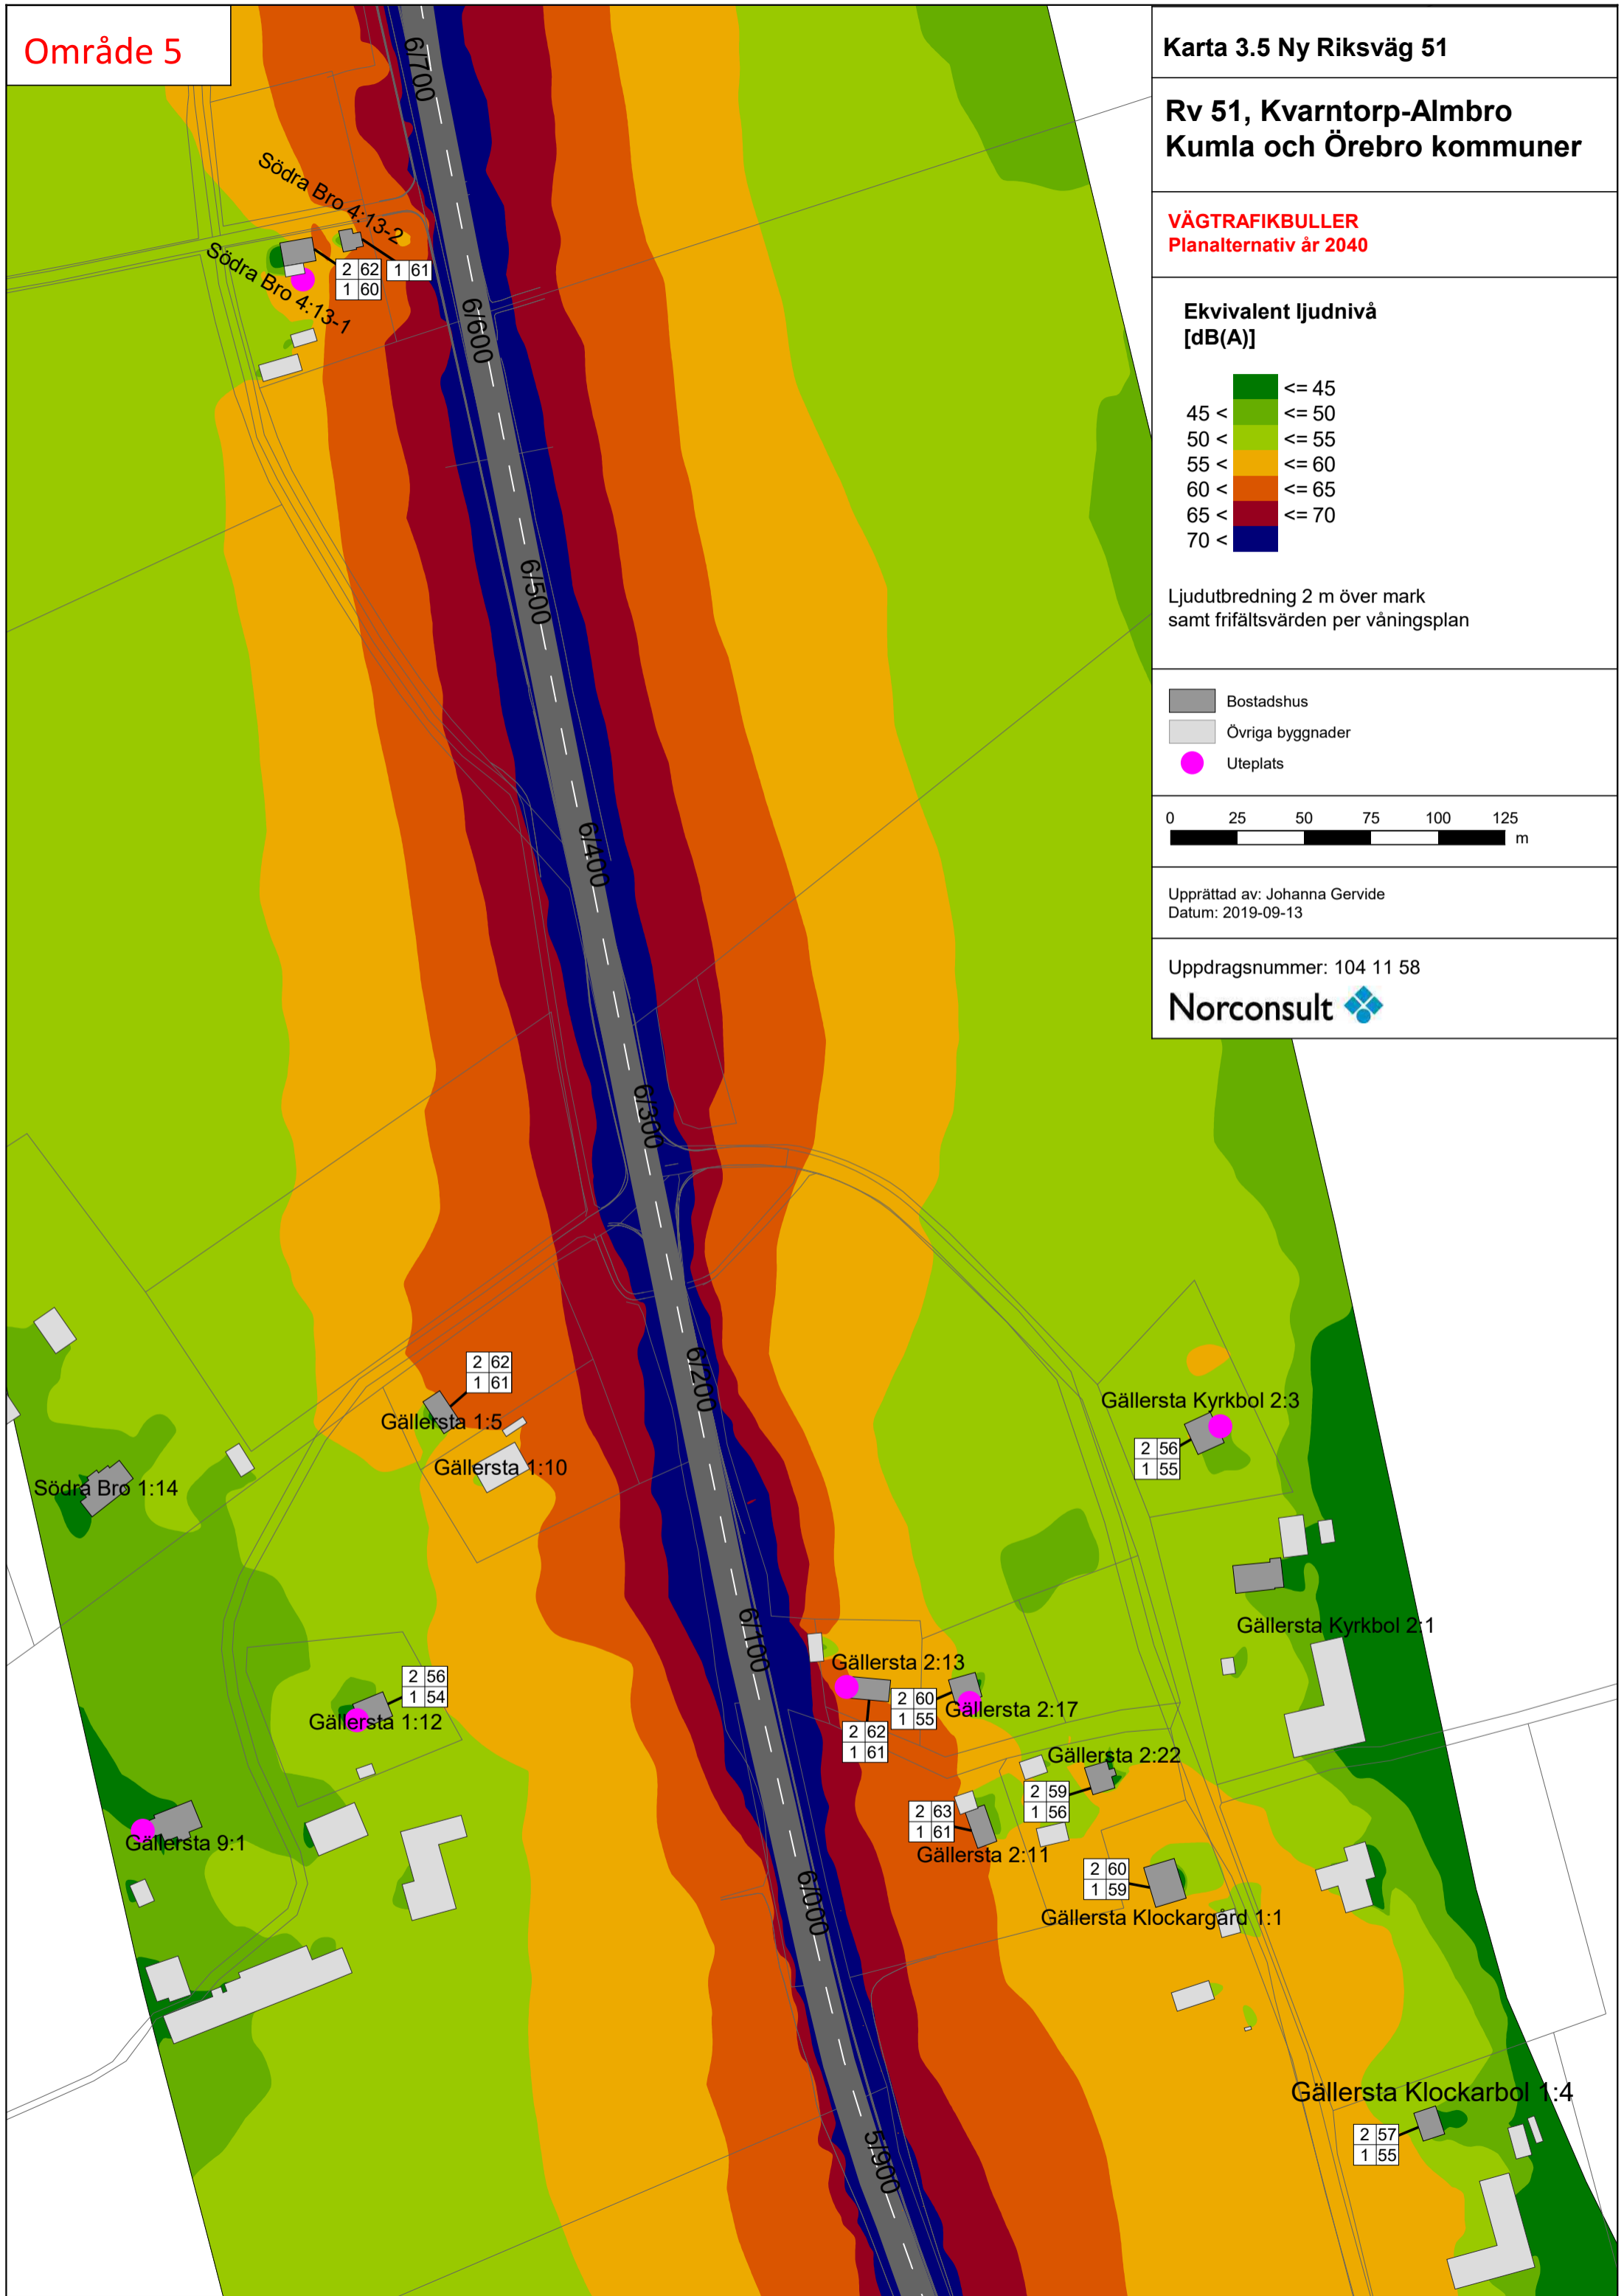 Område 5
Karta 3.5 Ny Riksväg 51
Rv 51, Kvarntorp-Almbro
Kumla och Örebro kommuner
VÄGTRAFIKBULLER
Planalternativ år 2040
Ekvivalent ljudnivå
[dB(A)]
<= 45
45 < <= 50
50 < <= 55
55 < <= 60
60 < <= 65
65 < <= 70
70 <
Ljudutbredning 2 m över mark
samt frifältsvärden per våningsplan
Bostadshus
Övriga byggnader
Uteplats
0 25 50 75 100 125
m
Upprättad av: Johanna Gervide
Datum: 2019-09-13
Uppdragsnummer: 104 11 58
Norconsult
6/700
Södra Bro 4:13-2
1 61
Södra Bro 4:13-1
2 62
1 60
6/600
6/500
6/400
6/300
6/200
2 62
1 61
Gällersta 1:5
Gällersta 1:10
Södra Bro 1:14
Gällersta Kyrkbol 2:3
2 56
1 55
Gällersta Kyrkbol 2:1
6/100
Gällersta 2:13
2 62
1 61
2 60
1 55
Gällersta 2:17
2 56
1 54
Gällersta 1:12
Gällersta 2:22
2 59
1 56
2 63
1 61
Gällersta 2:11
Gällersta 9:1
2 60
1 59
Gällersta Klockargård 1:1
6/000
Gällersta Klockarbol 1:4
2 57
1 55
5/900